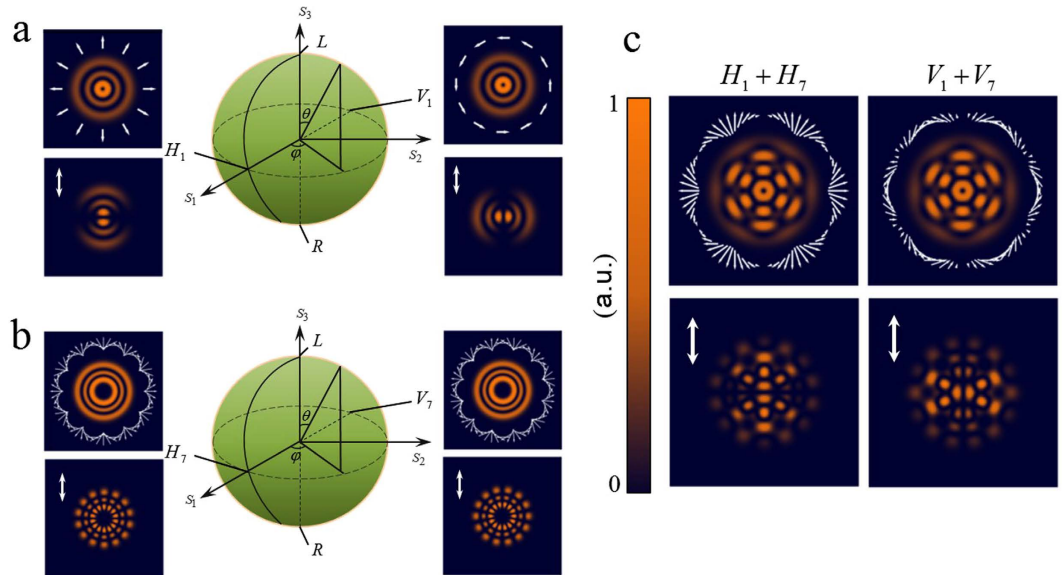 a
S3
L
θ
V1
H1
φ
S2
S1
R
b
S3
L
θ
V7
H7
φ
S2
S1
R
c
H1 + H7
V1 + V7
1
(a.u.)
0